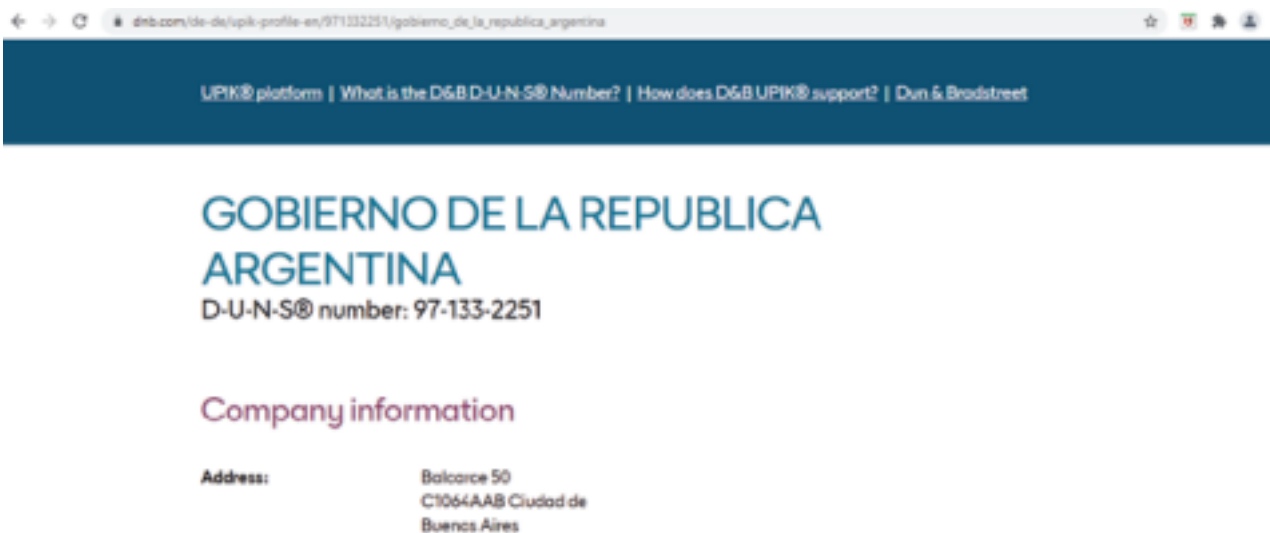 dnb.com/de-de/upik-profile-en/971332251/gobierno_de_la_republica_argentina
UPIK® platform | What is the D&B D-U-N-S® Number? | How does D&B UPIK® support? | Dun & Bradstreet
GOBIERNO DE LA REPUBLICA
ARGENTINA
D-U-N-S® number: 97-133-2251
Company information
Address: Balcarce 50
C1064AAB Ciudad de
Buenos Aires